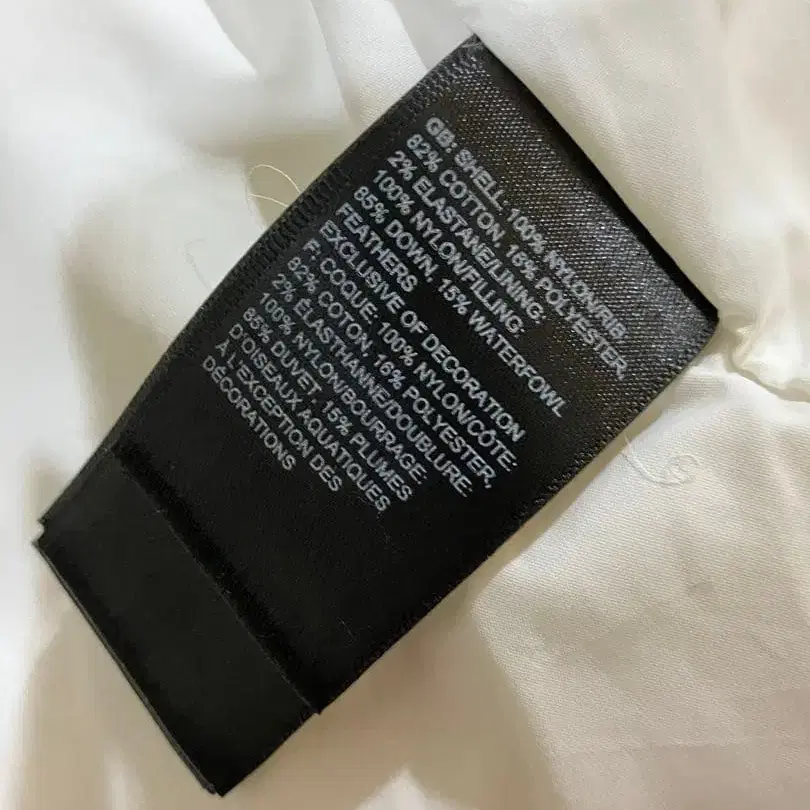 GB: SHELL: 100% NYLON/RIB:
82% COTTON, 16% POLYESTER,
2% ELASTANE/LINING:
100% NYLON/FILLING:
85% DOWN, 15% WATERFOWL
FEATHERS
EXCLUSIVE OF DECORATION
F: COQUE: 100% NYLON/CÔTE:
82% COTON, 16% POLYESTER,
2% ÉLASTHANNE/DOUBLURE:
100% NYLON/BOURRAGE:
85% DUVET, 15% PLUMES
D'OISEAUX AQUATIQUES
À L'EXCEPTION DES
DÉCORATIONS